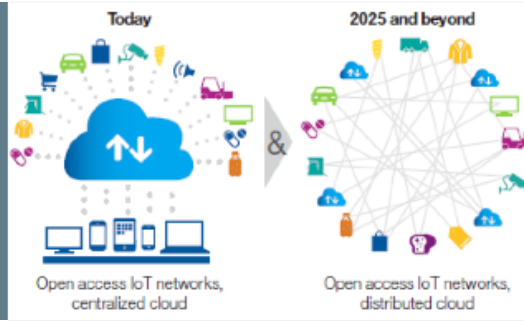 Today
2025 and beyond
&
Open access IoT networks,
centralized cloud
Open access IoT networks,
distributed cloud